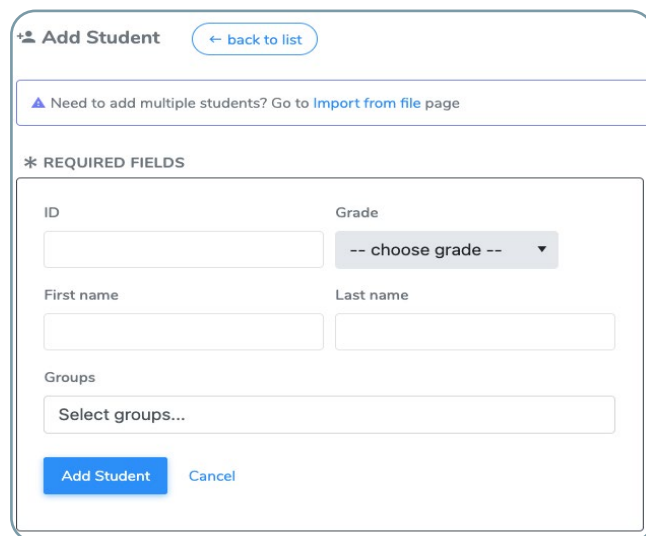 Add Student ← back to list
Need to add multiple students? Go to Import from file page
* REQUIRED FIELDS
ID Grade
-- choose grade --
First name Last name
Groups
Select groups...
Add Student Cancel